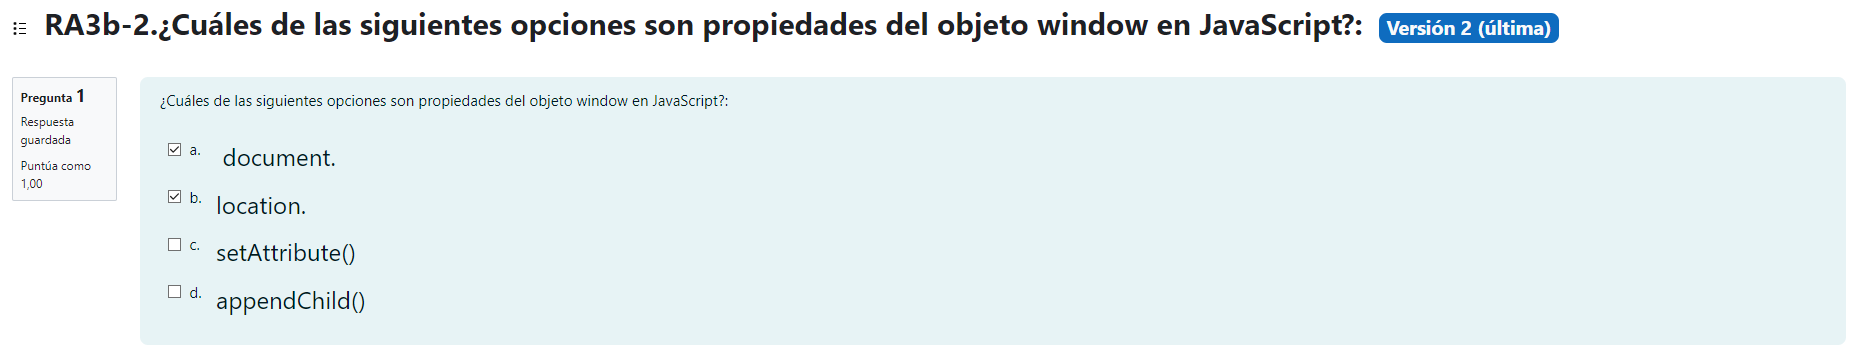 RA3b-2.¿Cuáles de las siguientes opciones son propiedades del objeto window en JavaScript?: Versión 2 (última)
Pregunta 1
Respuesta
guardada
Puntúa como
1,00
¿Cuáles de las siguientes opciones son propiedades del objeto window en JavaScript?:
a. document.
b. location.
c. setAttribute()
d. appendChild()